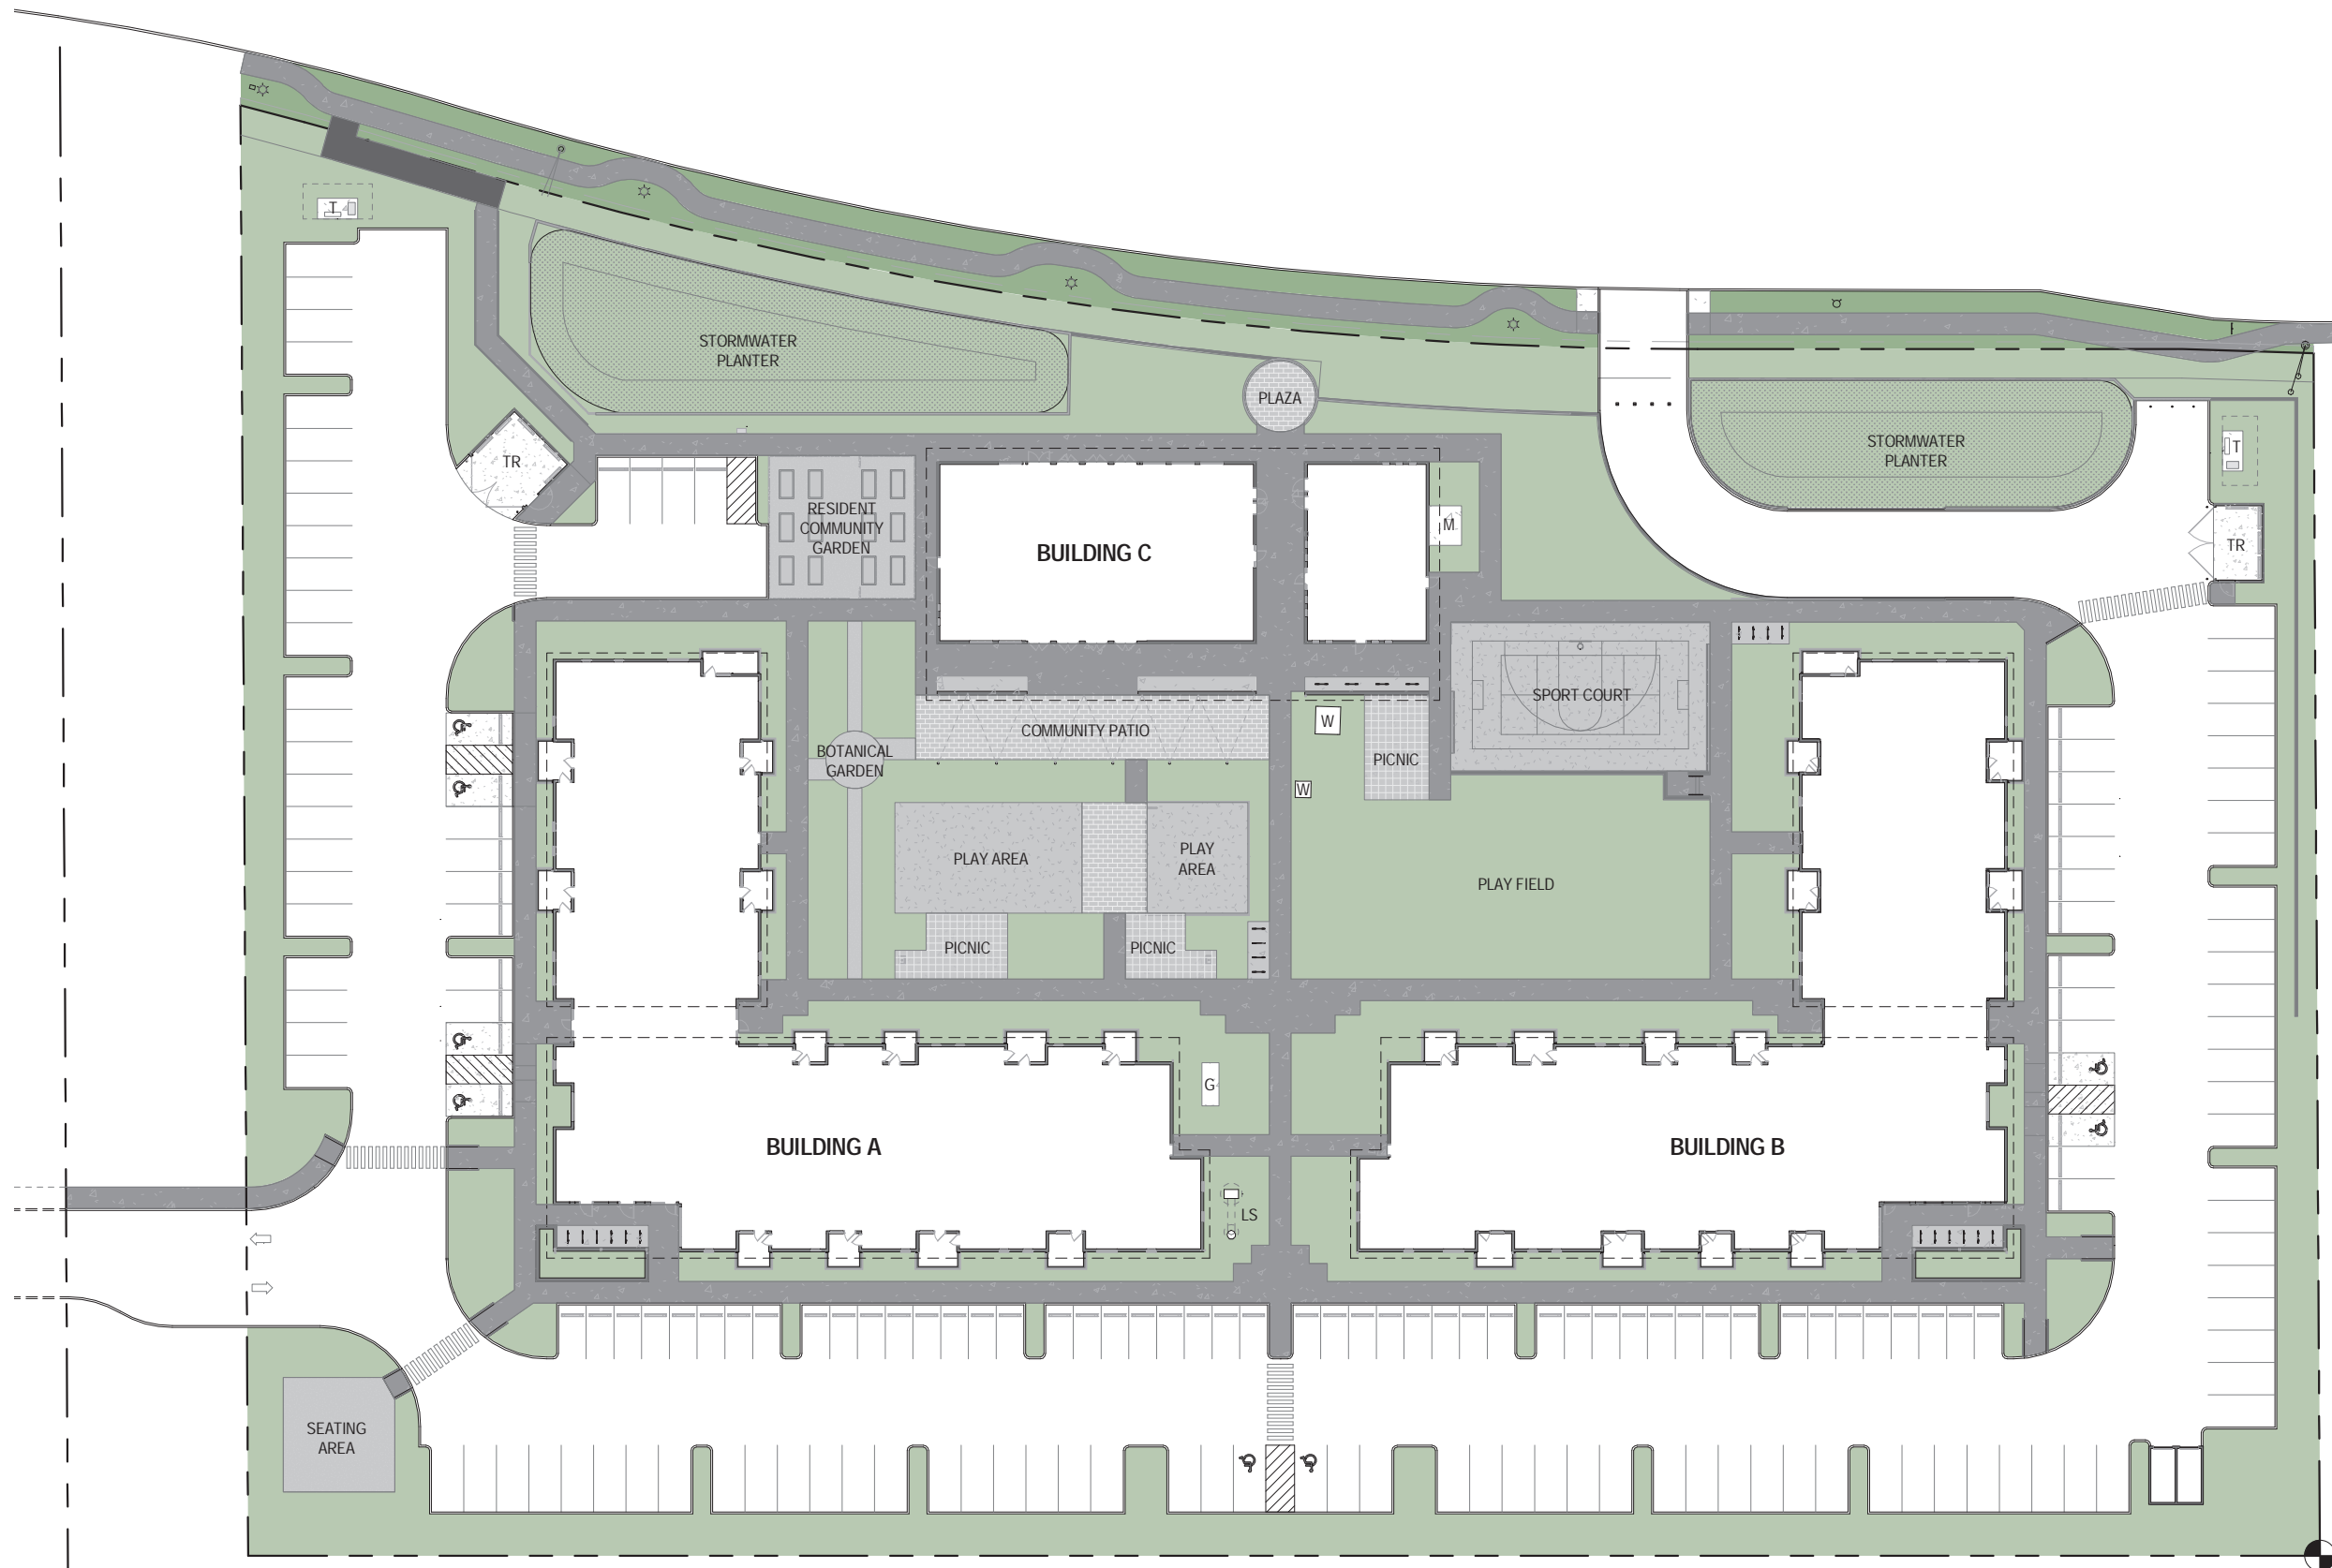 T
STORMWATER
PLANTER
PLAZA
STORMWATER
PLANTER
T
TR
RESIDENT
COMMUNITY
GARDEN
BUILDING C
M
TR
SPORT COURT
COMMUNITY PATIO
W
PICNIC
BOTANICAL
GARDEN
W
PLAY AREA
PLAY
AREA
PLAY FIELD
PICNIC
PICNIC
G
BUILDING A
BUILDING B
LS
SEATING
AREA